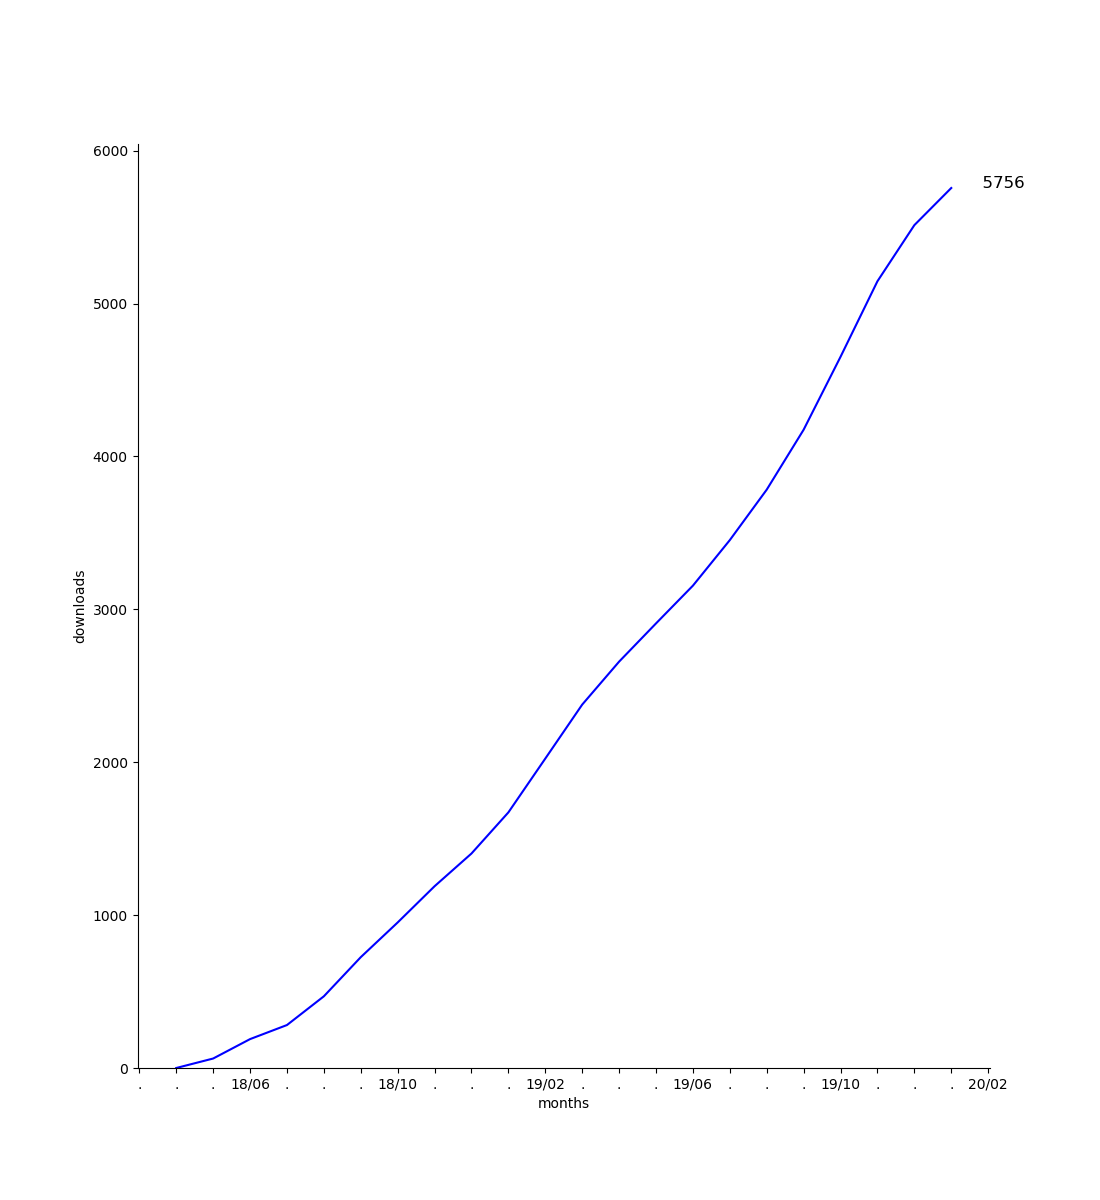 6000
5756
5000
4000
3000
downloads
2000
1000
0
. . . 18/06 . . . 18/10 . . . 19/02 . . . 19/06 . . . 19/10 . . . 20/02
months